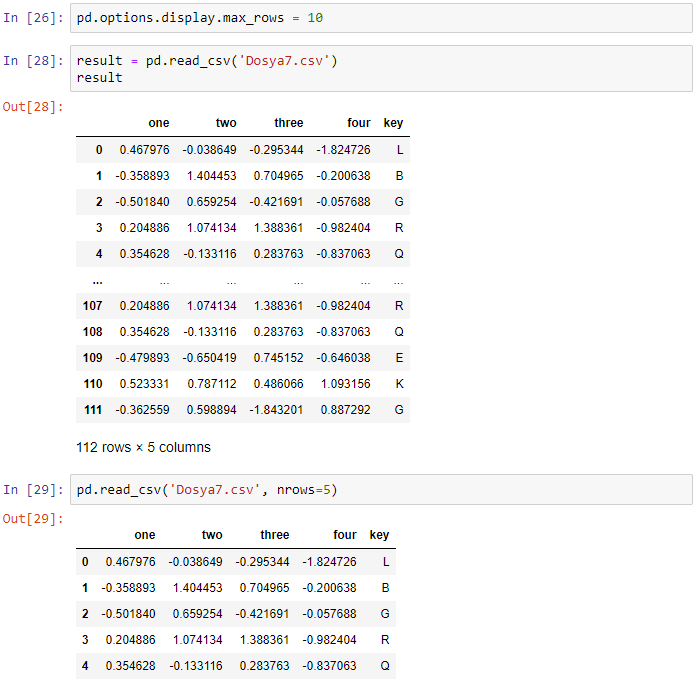 In [26]: pd.options.display.max_rows = 10
In [28]: result = pd.read_csv('Dosya7.csv')
result
Out[28]:
one two three four key
0 0.467976 -0.038649 -0.295344 -1.824726 L
1 -0.358893 1.404453 0.704965 -0.200638 B
2 -0.501840 0.659254 -0.421691 -0.057688 G
3 0.204886 1.074134 1.388361 -0.982404 R
4 0.354628 -0.133116 0.283763 -0.837063 Q
... ... ... ... ... ...
107 0.204886 1.074134 1.388361 -0.982404 R
108 0.354628 -0.133116 0.283763 -0.837063 Q
109 -0.479893 -0.650419 0.745152 -0.646038 E
110 0.523331 0.787112 0.486066 1.093156 K
111 -0.362559 0.598894 -1.843201 0.887292 G
112 rows × 5 columns
In [29]: pd.read_csv('Dosya7.csv', nrows=5)
Out[29]:
one two three four key
0 0.467976 -0.038649 -0.295344 -1.824726 L
1 -0.358893 1.404453 0.704965 -0.200638 B
2 -0.501840 0.659254 -0.421691 -0.057688 G
3 0.204886 1.074134 1.388361 -0.982404 R
4 0.354628 -0.133116 0.283763 -0.837063 Q